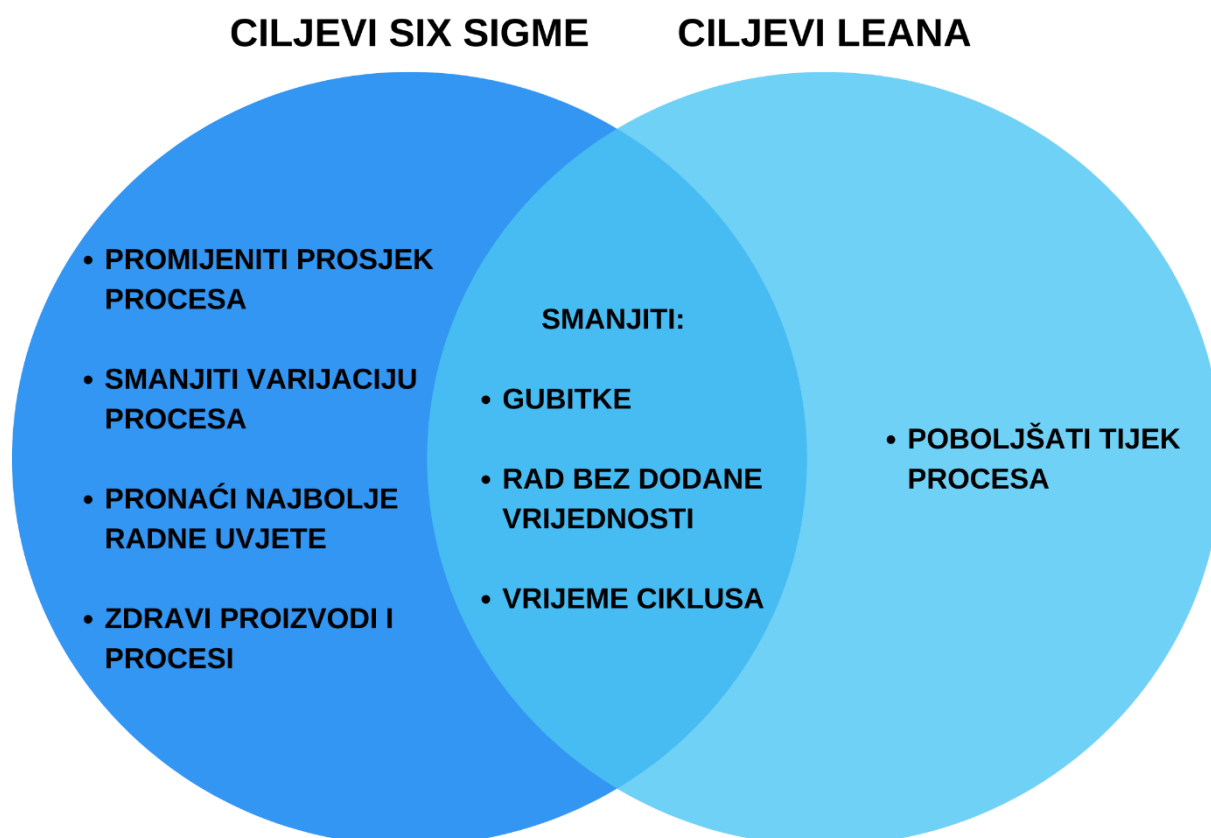 CILJEVI SIX SIGME
CILJEVI LEANA
• PROMIJENITI PROSJEK
PROCESA
• SMANJITI VARIJACIJU
PROCESA
• PRONAĆI NAJBOLJE
RADNE UVJETE
• ZDRAVI PROIZVODI I
PROCESI
SMANJITI:
• GUBITKE
• RAD BEZ DODANE
VRIJEDNOSTI
• VRIJEME CIKLUSA
• POBOLJŠATI TIJEK
PROCESA